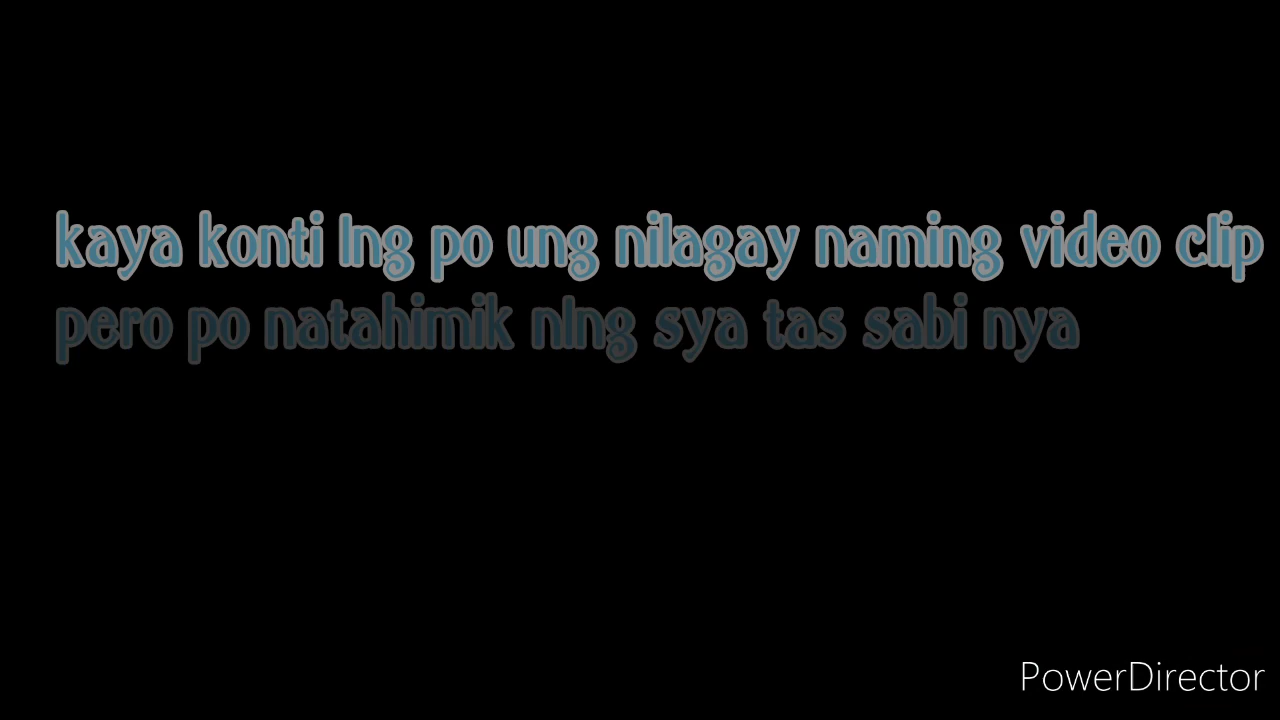 kaya konti lng po ung nilagay naming video clip
pero po natahimik nlng sya tas sabi nya
PowerDirector